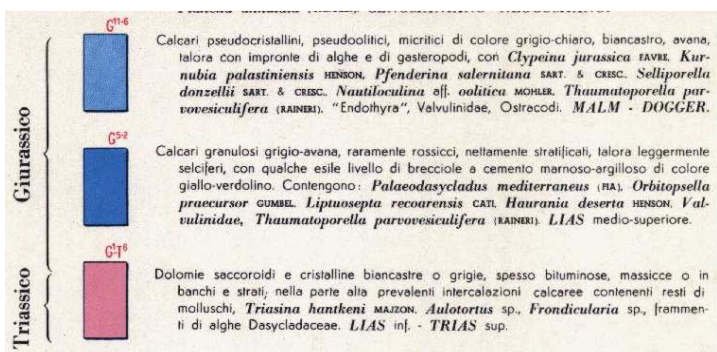 G11-6
Calcari pseudocristallini, pseudoolitici, micritici di colore grigio-chiaro, biancastro, avana,
talora con impronte di alghe e di gasteropodi, con Clypeina jurassica FAVRE, Kur-
nubia palastiniensis HENSON, Pfenderina salernitana SART. & CRESC., Selliporella
donzellii SART. & CRESC., Nautiloculina aff. oolitica MOHLER, Thaumatoporella par-
vovesiculifera (RAINERI). "Endothyra", Valvulinidae, Ostracodi. MALM - DOGGER.
Giurassico
G5-2
Calcari granulosi grigio-avana, raramente rossicci, nettamente stratificati, talora leggermente
selciferi, con qualche esile livello di brecciole a cemento marnoso-argilloso di colore
giallo-verdolino. Contengono: Palaeodasycladus mediterraneus (PIA), Orbitopsella
praecursor GUMBEL, Liptuosepta recoarensis CATI, Haurania deserta HENSON, Val-
vulinidae, Thaumatoporella parvovesiculifera (RAINERI). LIAS medio-superiore.
G1-T6
Triassico
Dolomie saccaroidi e cristalline biancastre o grigie, spesso bituminose, massicce o in
banchi e strati; nella parte alta prevalenti intercalazioni calcaree contenenti resti di
molluschi, Triasina hantkeni MAJZON, Aulotortus sp., Frondicularia sp., frammen-
ti di alghe Dasycladaceae. LIAS inf. - TRIAS sup.